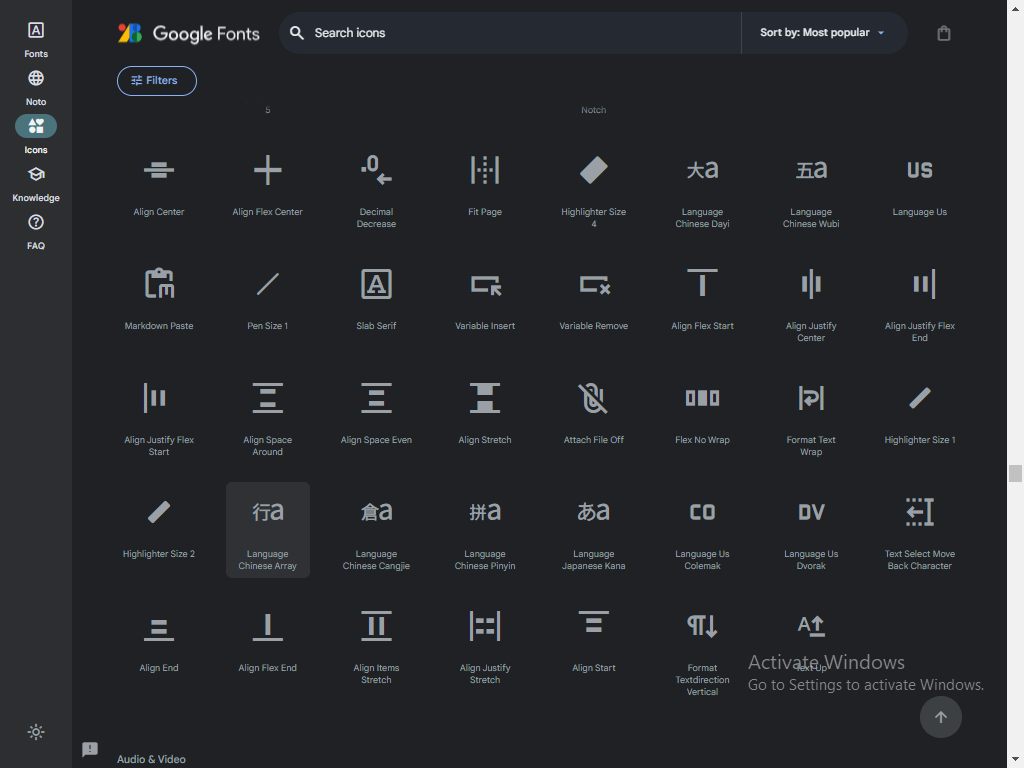 Fonts
Noto
Icons
Knowledge
FAQ
Google Fonts
Search icons
Sort by: Most popular
Filters
5
Notch
Align Center
Align Flex Center
Decimal
Decrease
Fit Page
Highlighter Size
4
大a
Language
Chinese Dayi
五a
Language
Chinese Wubi
US
Language Us
Markdown Paste
Pen Size 1
Slab Serif
Variable Insert
Variable Remove
Align Flex Start
Align Justify
Center
Align Justify Flex
End
Align Justify Flex
Start
Align Space
Around
Align Space Even
Align Stretch
Attach File Off
Flex No Wrap
Format Text
Wrap
Highlighter Size 1
Highlighter Size 2
行a
Language
Chinese Array
倉a
Language
Chinese Cangjie
拼a
Language
Chinese Pinyin
あa
Language
Japanese Kana
CO
Language Us
Colemak
DV
Language Us
Dvorak
Text Select Move
Back Character
Align End
Align Flex End
Align Items
Stretch
Align Justify
Stretch
Align Start
Format
Textdirection
Vertical
Text Up
Activate Windows
Go to Settings to activate Windows.
Audio & Video